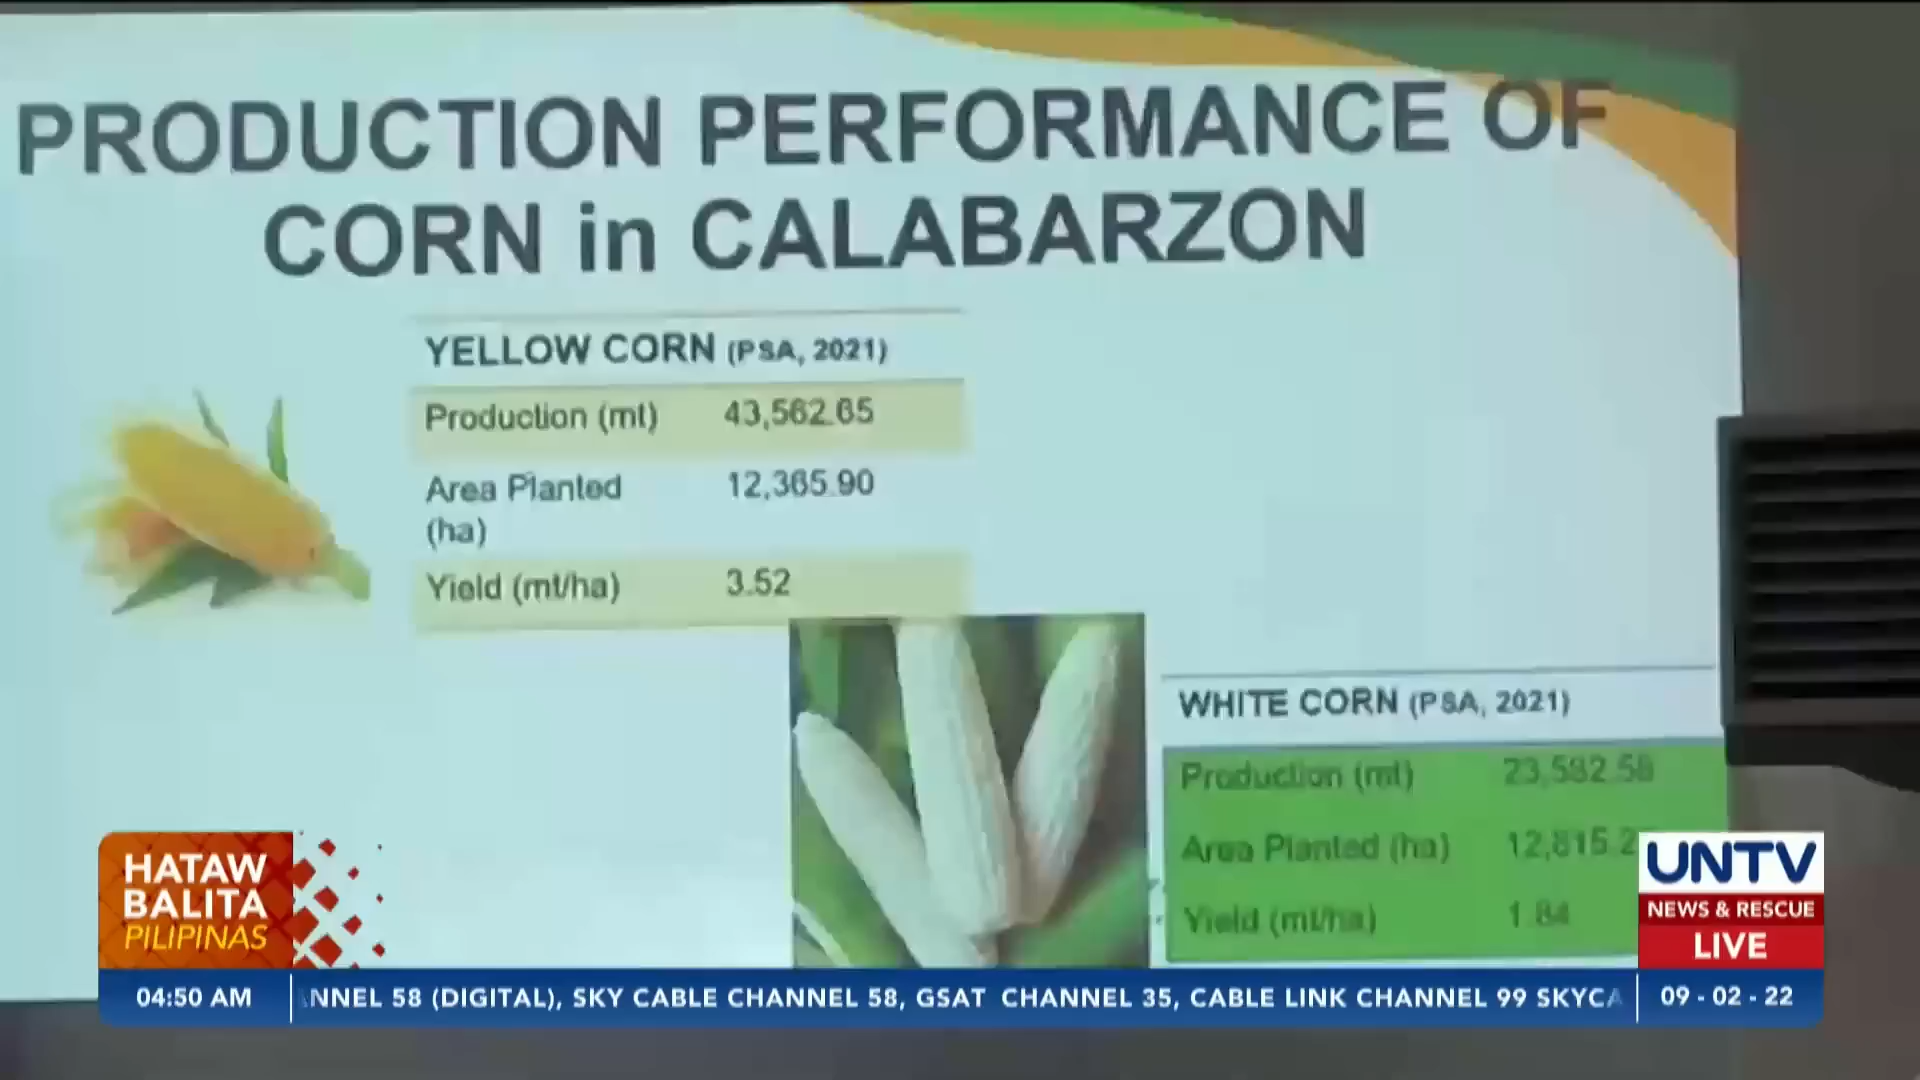 PRODUCTION PERFORMANCE OF
CORN in CALABARZON
YELLOW CORN (PSA, 2021)
Production (mt) 43,562.65
Area Planted 12,365.90
(ha)
Yield (mt/ha) 3.52
WHITE CORN (PSA, 2021)
Production (mt) 23,582.58
Area Planted (ha) 12,815.2
Yield (mt/ha) 1.84
HATAW
BALITA
PILIPINAS
UNTV
NEWS & RESCUE
LIVE
04:50 AM
NNEL 58 (DIGITAL), SKY CABLE CHANNEL 58, GSAT CHANNEL 35, CABLE LINK CHANNEL 99 SKYCA
09 - 02 - 22